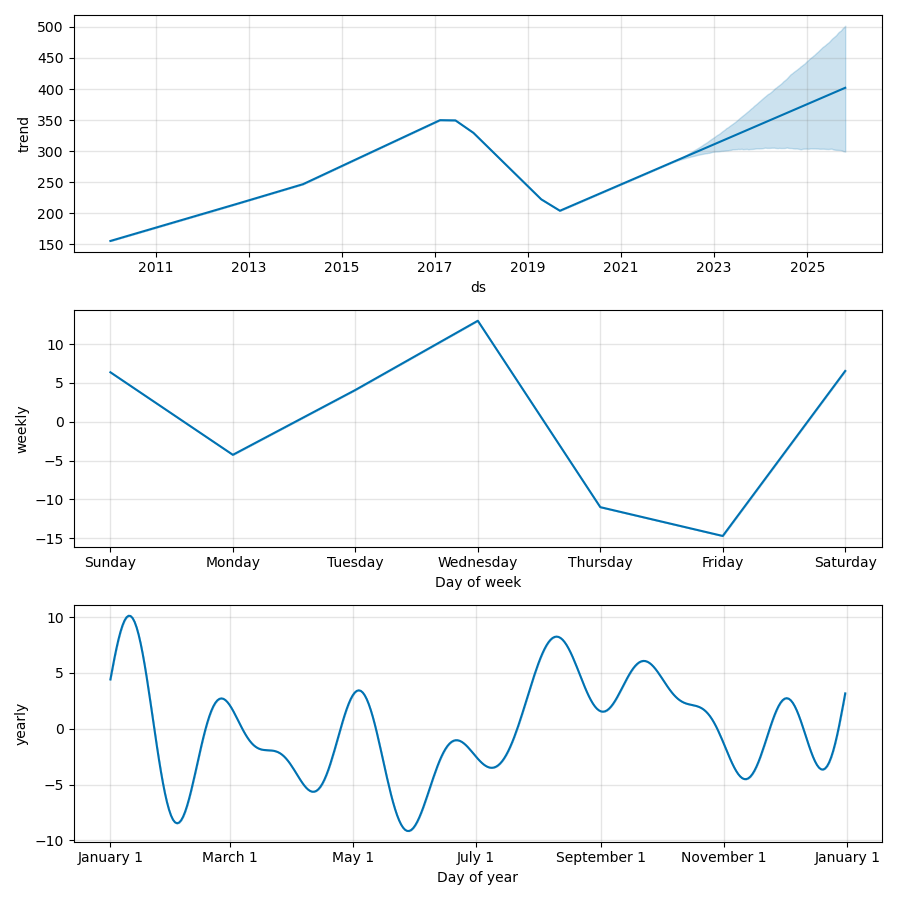 500
450
400
350
300
250
200
150
trend
2011 2013 2015 2017 2019 2021 2023 2025
ds
10
5
0
−5
−10
−15
weekly
Sunday Monday Tuesday Wednesday Thursday Friday Saturday
Day of week
10
5
0
−5
−10
yearly
January 1 March 1 May 1 July 1 September 1 November 1 January 1
Day of year